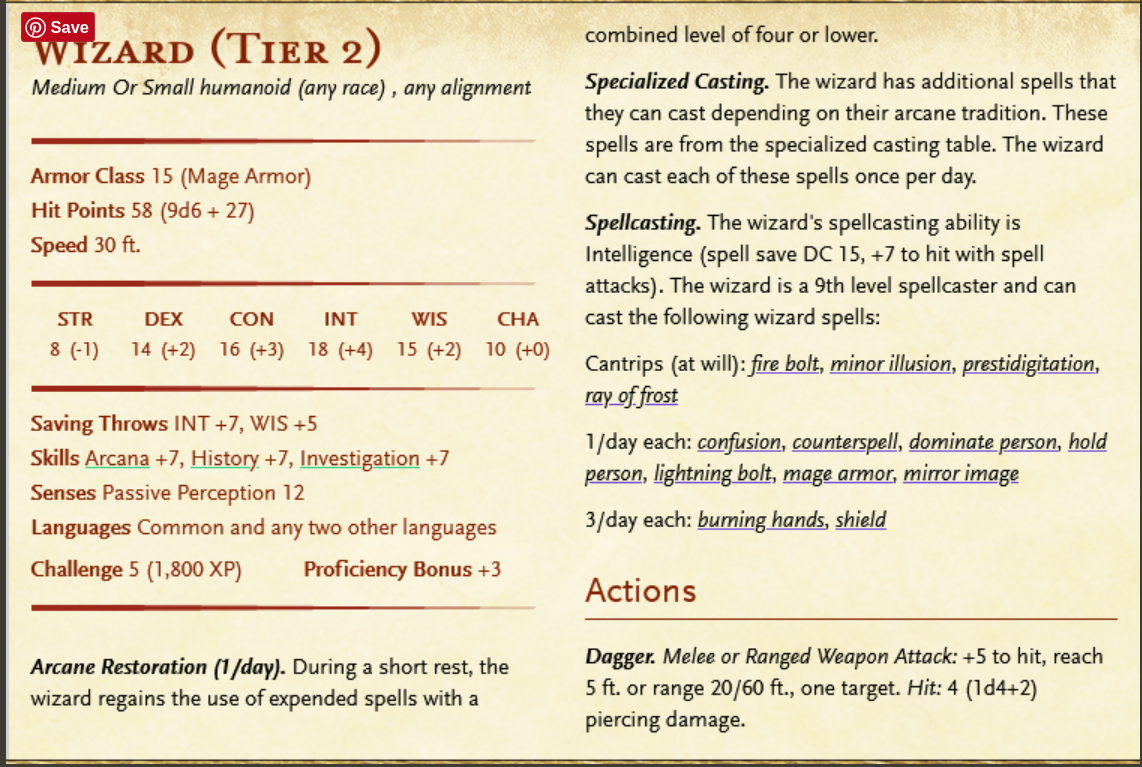 Save
Wizard (Tier 2)
Medium Or Small humanoid (any race) , any alignment
Armor Class 15 (Mage Armor)
Hit Points 58 (9d6 + 27)
Speed 30 ft.
STR DEX CON INT WIS CHA
8 (-1) 14 (+2) 16 (+3) 18 (+4) 15 (+2) 10 (+0)
Saving Throws INT +7, WIS +5
Skills Arcana +7, History +7, Investigation +7
Senses Passive Perception 12
Languages Common and any two other languages
Challenge 5 (1,800 XP) Proficiency Bonus +3
Arcane Restoration (1/day). During a short rest, the
wizard regains the use of expended spells with a
combined level of four or lower.
Specialized Casting. The wizard has additional spells that
they can cast depending on their arcane tradition. These
spells are from the specialized casting table. The wizard
can cast each of these spells once per day.
Spellcasting. The wizard's spellcasting ability is
Intelligence (spell save DC 15, +7 to hit with spell
attacks). The wizard is a 9th level spellcaster and can
cast the following wizard spells:
Cantrips (at will): fire bolt, minor illusion, prestidigitation,
ray of frost
1/day each: confusion, counterspell, dominate person, hold
person, lightning bolt, mage armor, mirror image
3/day each: burning hands, shield
Actions
Dagger. Melee or Ranged Weapon Attack: +5 to hit, reach
5 ft. or range 20/60 ft., one target. Hit: 4 (1d4+2)
piercing damage.